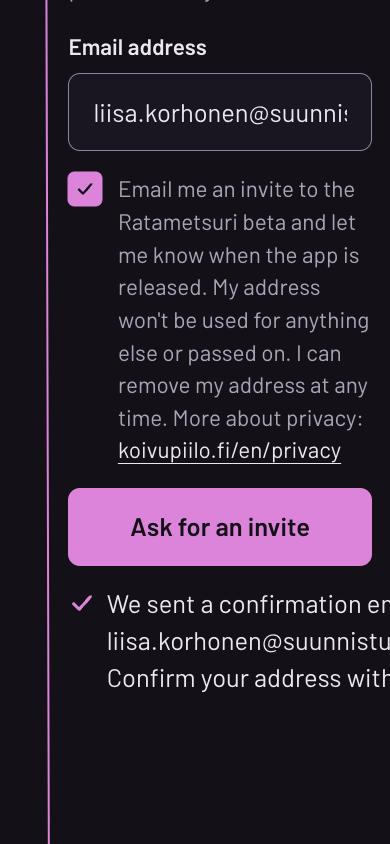 Email address
liisa.korhonen@suunnis
Email me an invite to the
Ratametsuri beta and let
me know when the app is
released. My address
won't be used for anything
else or passed on. I can
remove my address at any
time. More about privacy:
koivupiilo.fi/en/privacy
Ask for an invite
We sent a confirmation
liisa.korhonen@suunnistu
Confirm your address with